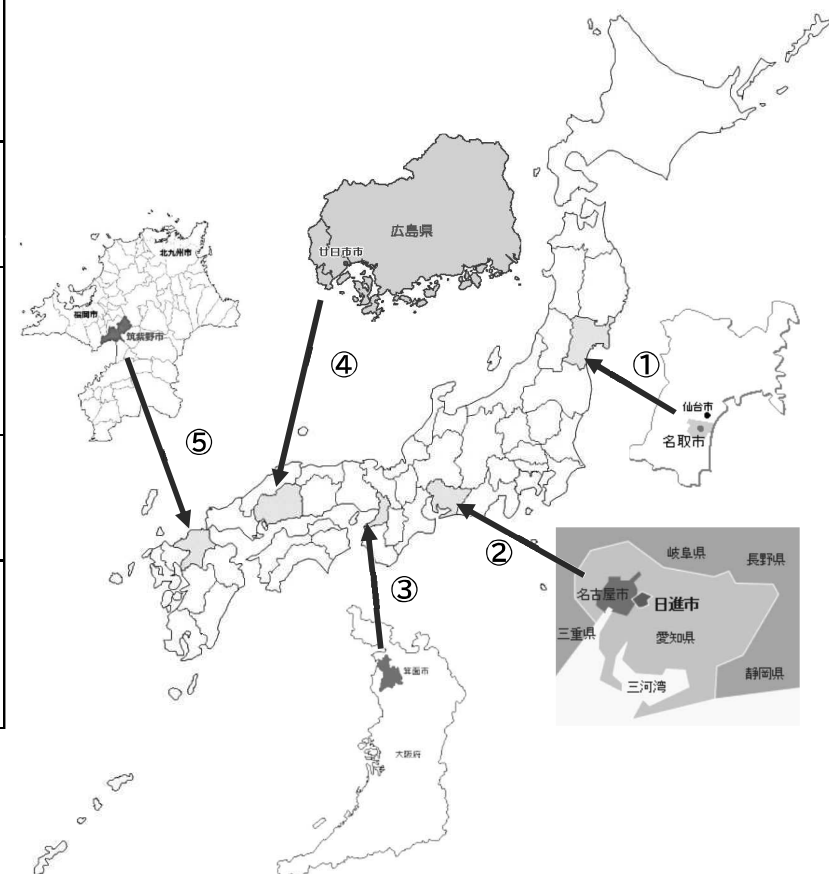 広島県
廿日市市
北九州市
福岡市
筑紫野市
④
①
仙台市
名取市
⑤
②
岐阜県
長野県
名古屋市
日進市
三重県
愛知県
静岡県
三河湾
③
箕面市
大阪府